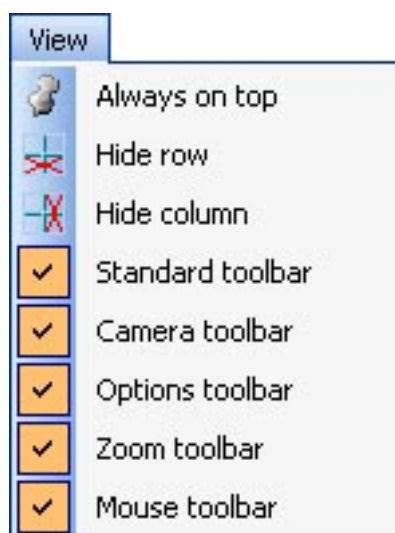 View
Always on top
Hide row
Hide column
Standard toolbar
Camera toolbar
Options toolbar
Zoom toolbar
Mouse toolbar